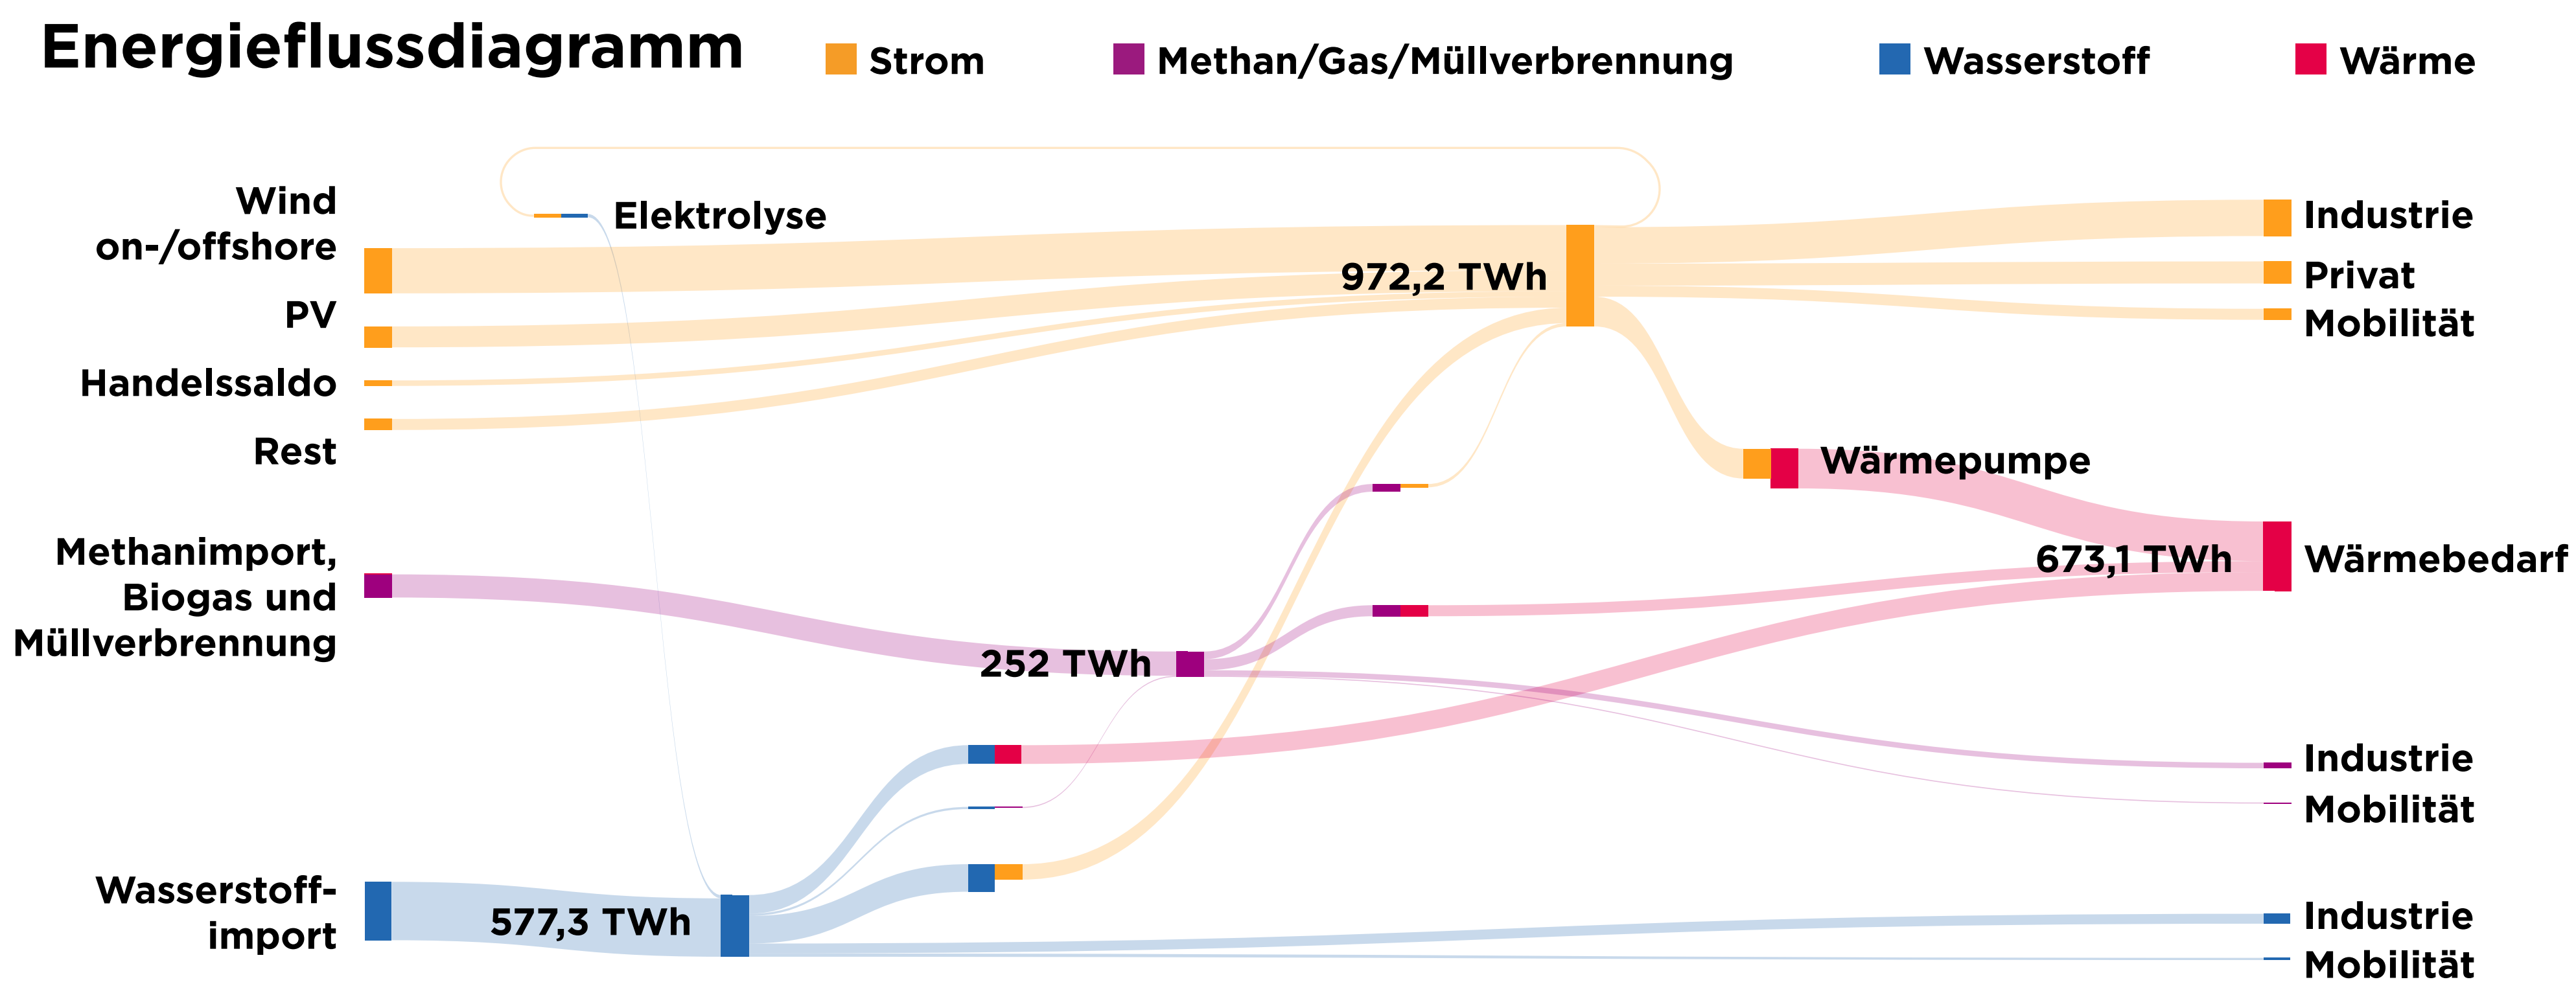 Energieflussdiagramm
Strom
Methan/Gas/Müllverbrennung
Wasserstoff
Wärme
Wind
on-/offshore
PV
Handelssaldo
Rest
Methanimport,
Biogas und
Müllverbrennung
Wasserstoff-
import
Elektrolyse
577,3 TWh
252 TWh
972,2 TWh
Wärmepumpe
673,1 TWh
Industrie
Privat
Mobilität
Wärmebedarf
Industrie
Mobilität
Industrie
Mobilität